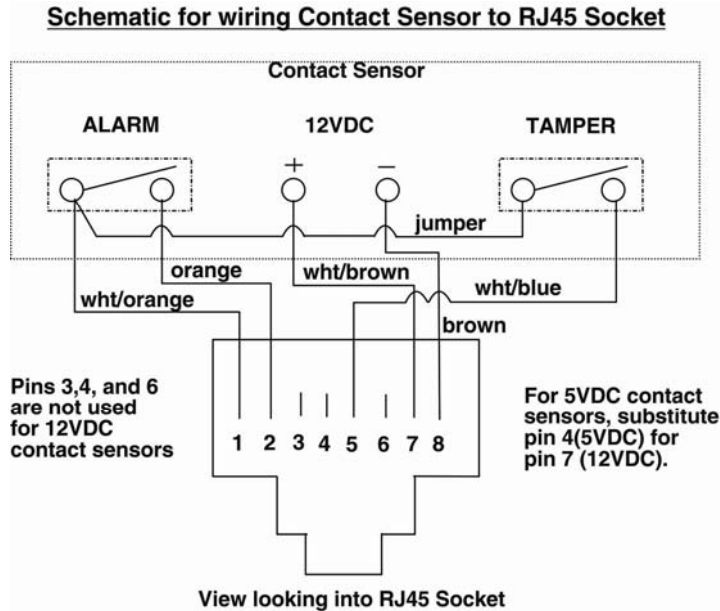 Schematic for wiring Contact Sensor to RJ45 Socket
Contact Sensor
ALARM
12VDC
TAMPER
+
−
jumper
orange
wht/brown
wht/blue
wht/orange
brown
Pins 3,4, and 6
are not used
for 12VDC
contact sensors
1 2 3 4 5 6 7 8
For 5VDC contact
sensors, substitute
pin 4(5VDC) for
pin 7 (12VDC).
View looking into RJ45 Socket